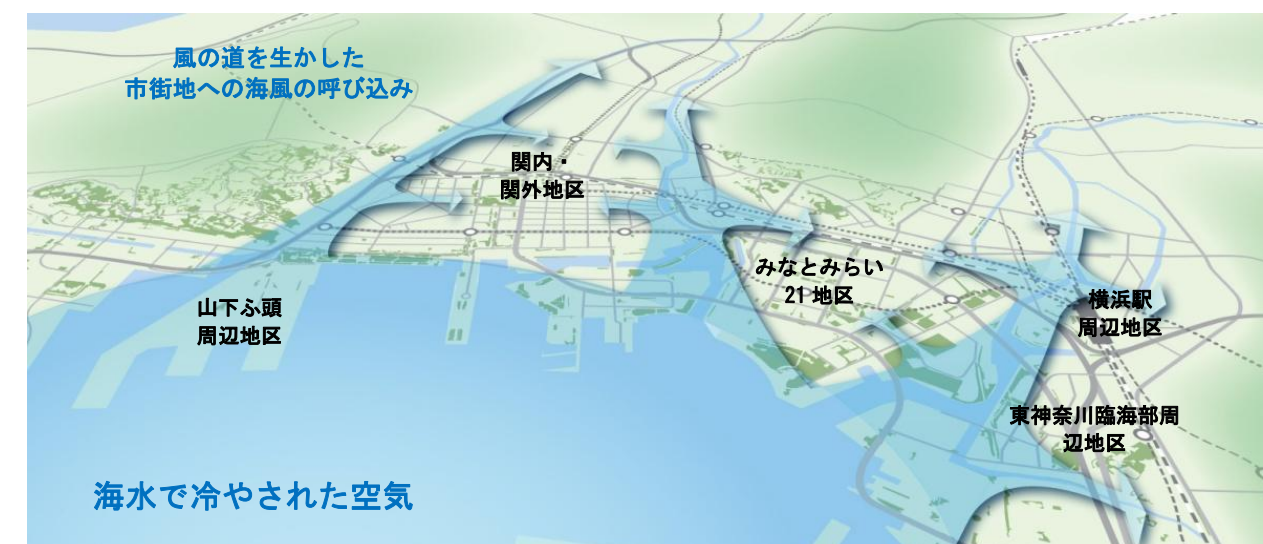 風の道を生かした
市街地への海風の呼び込み
関内・
関外地区
みなとみらい
21 地区
山下ふ頭
周辺地区
横浜駅
周辺地区
東神奈川臨海部周
辺地区
海水で冷やされた空気